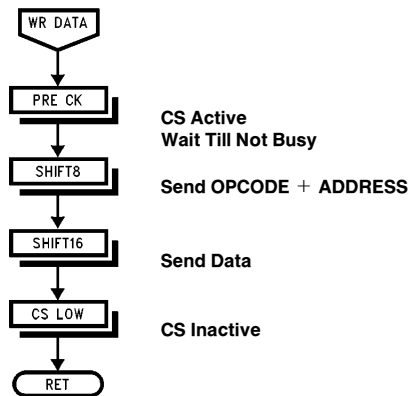 WR DATA
PRE CK
CS Active
Wait Till Not Busy
SHIFT8
Send OPCODE + ADDRESS
SHIFT16
Send Data
CS LOW
CS Inactive
RET